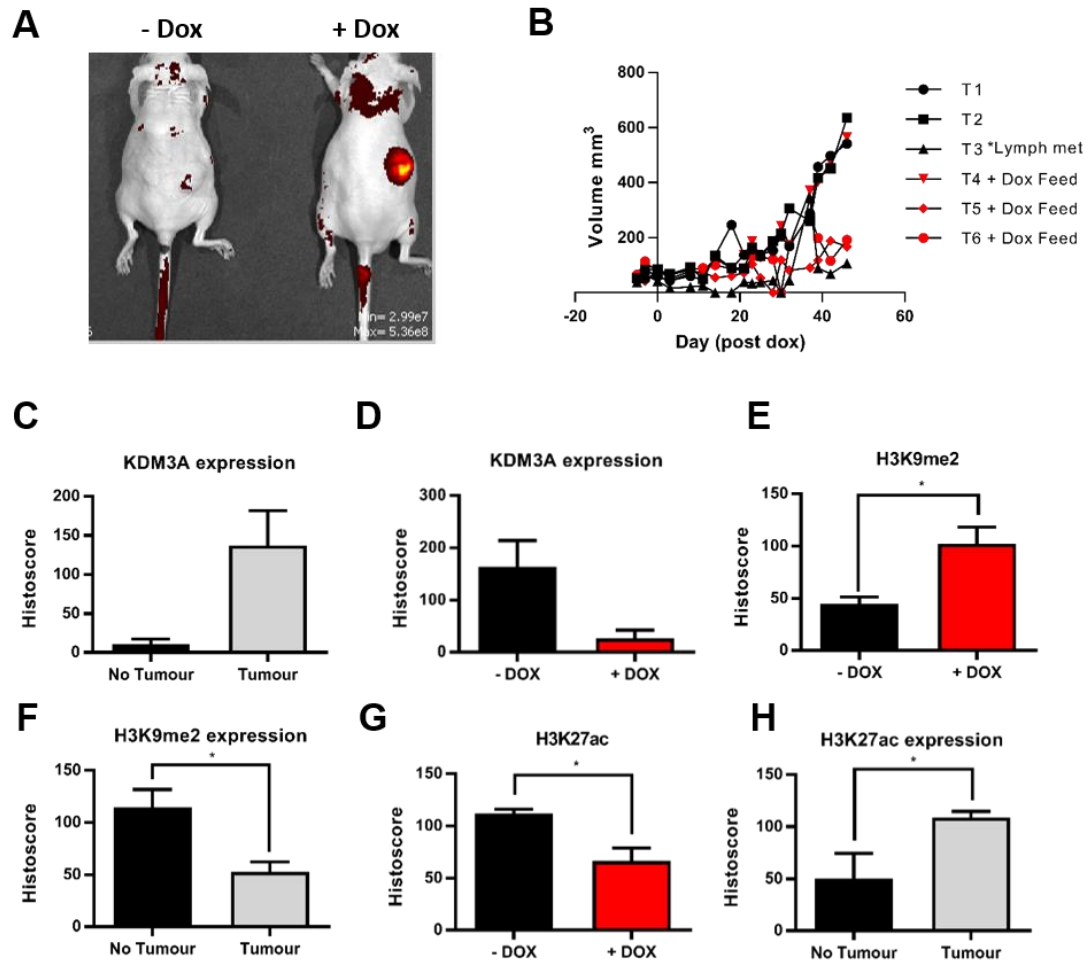 A
- Dox
+ Dox
Min= 2.99e7
Max= 5.36e8
B
800
600
400
200
Volume mm³
-20
0
20
40
60
Day (post dox)
T1
T2
T3 *Lymph met
T4 + Dox Feed
T5 + Dox Feed
T6 + Dox Feed
C
KDM3A expression
200
150
100
50
0
Histoscore
No Tumour
Tumour
D
KDM3A expression
300
200
100
0
Histoscore
- DOX
+ DOX
E
H3K9me2
*
150
100
50
0
Histoscore
- DOX
+ DOX
F
H3K9me2 expression
*
150
100
50
0
Histoscore
No Tumour
Tumour
G
H3K27ac
*
150
100
50
0
Histoscore
- DOX
+ DOX
H
H3K27ac expression
*
150
100
50
0
Histoscore
No Tumour
Tumour